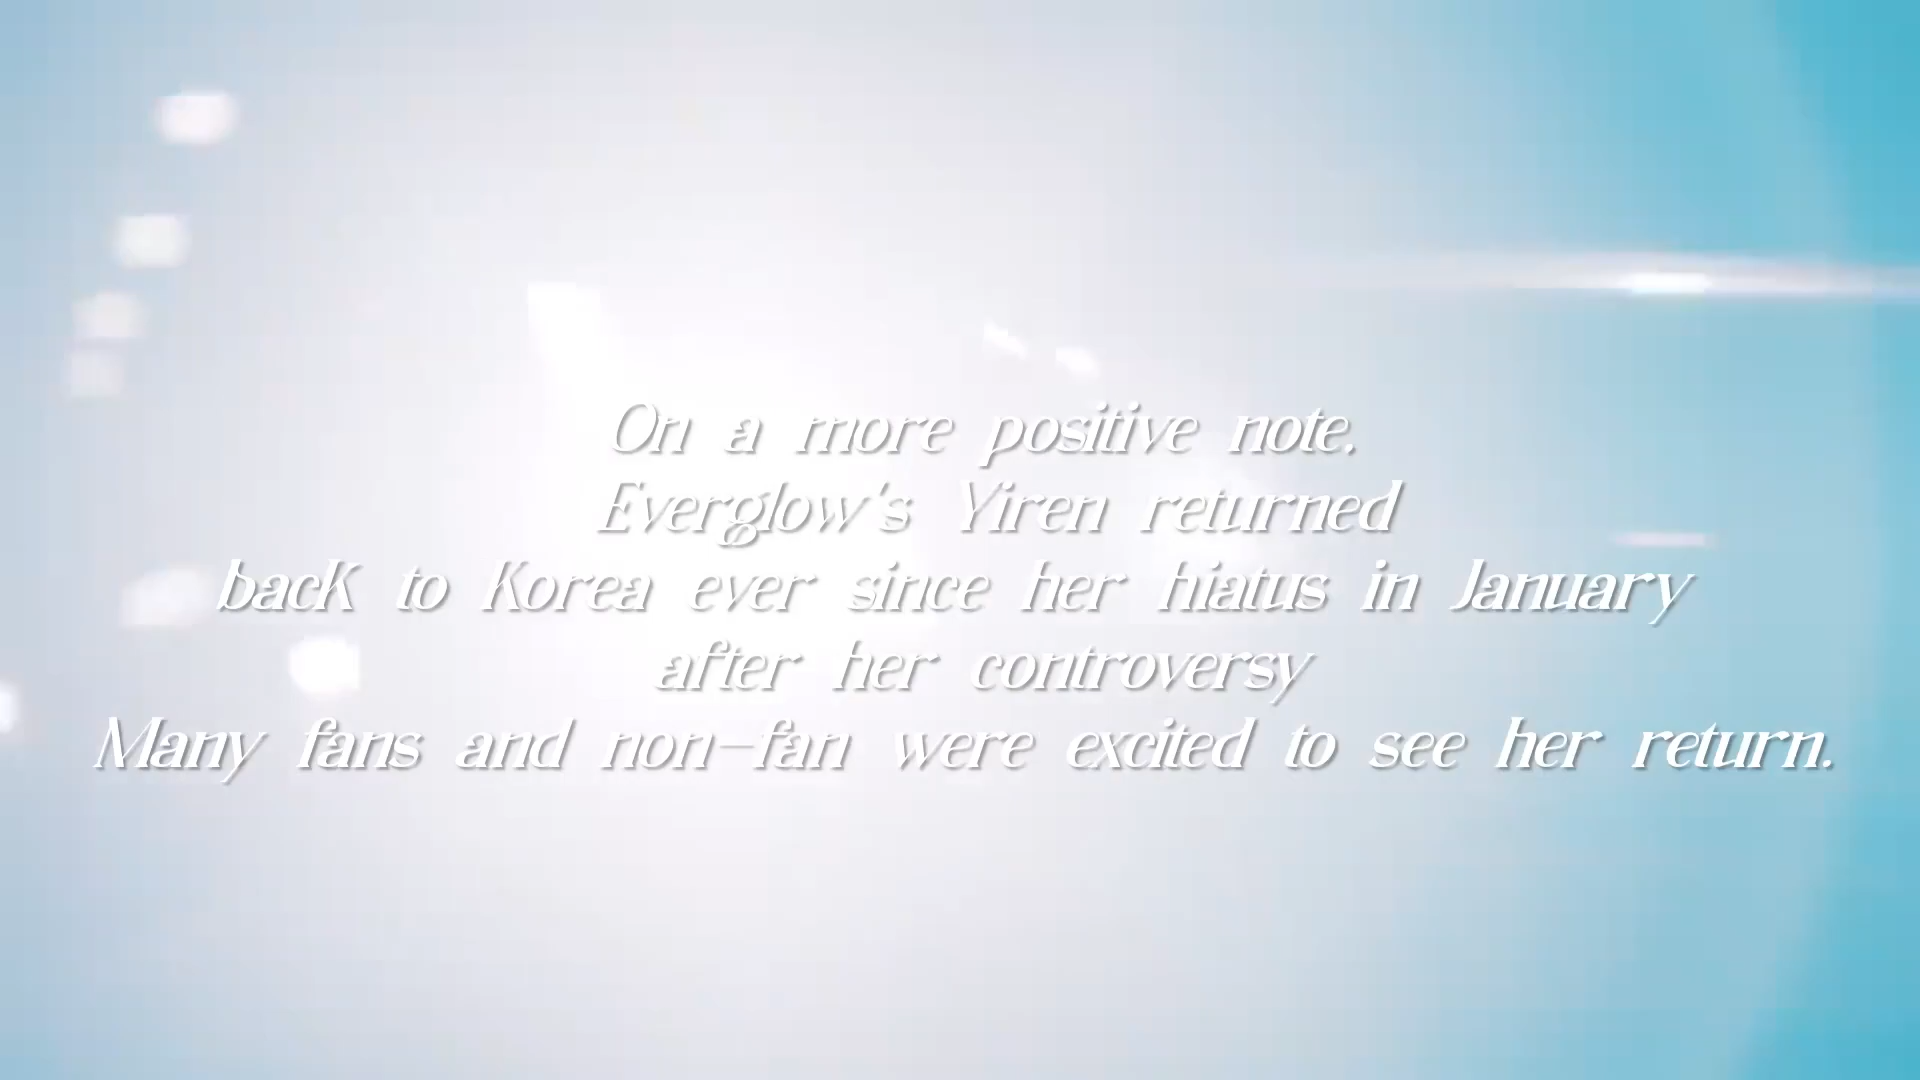 On a more positive note.
Everglow's Yiren returned
back to Korea ever since her hiatus in January
after her controversy
Many fans and non-fan were excited to see her return.